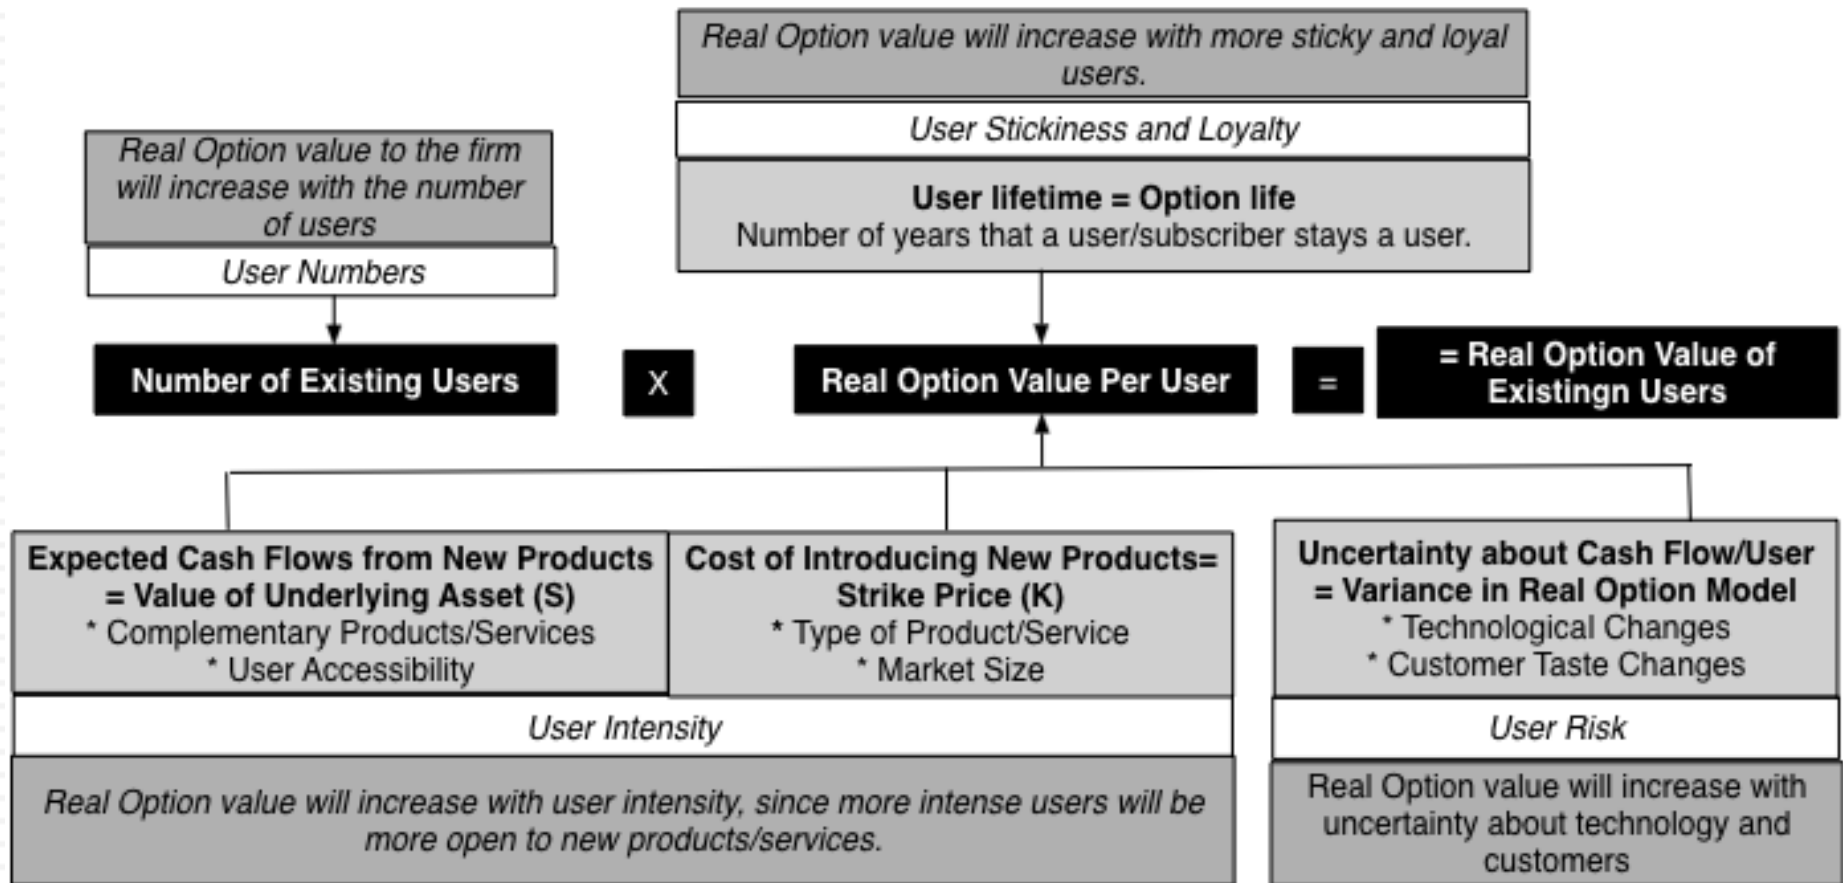 Real Option value will increase with more sticky and loyal
users.
User Stickiness and Loyalty
User lifetime = Option life
Number of years that a user/subscriber stays a user.
Real Option value to the firm
will increase with the number
of users
User Numbers
Number of Existing Users
X
Real Option Value Per User
=
= Real Option Value of
Existingn Users
Expected Cash Flows from New Products
= Value of Underlying Asset (S)
* Complementary Products/Services
* User Accessibility
Cost of Introducing New Products=
Strike Price (K)
* Type of Product/Service
* Market Size
User Intensity
Real Option value will increase with user intensity, since more intense users will be
more open to new products/services.
Uncertainty about Cash Flow/User
= Variance in Real Option Model
* Technological Changes
* Customer Taste Changes
User Risk
Real Option value will increase with
uncertainty about technology and
customers